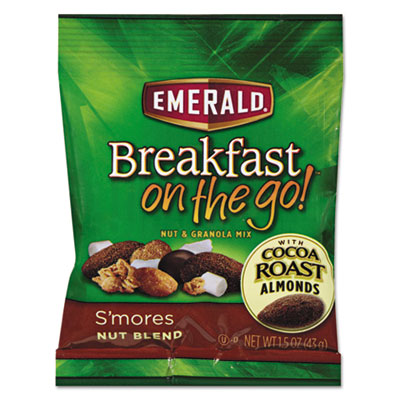 EMERALD®
Breakfast
on the go!
NUT & GRANOLA MIX
WITH
COCOA
ROAST
ALMONDS
S'mores
NUT BLEND
U-D NET WT 1.5 OZ (43 g)